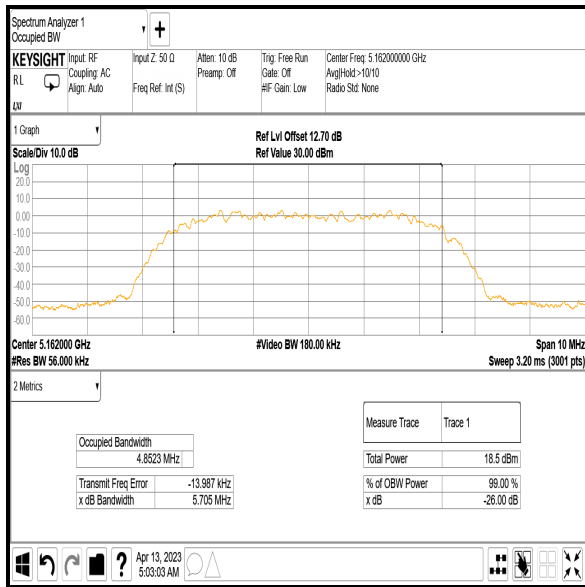 Spectrum Analyzer 1
Occupied BW
+
KEYSIGHT
RL
LXI
Input: RF
Coupling: AC
Align: Auto
Input Z: 50 Ω
Freq Ref: Int (S)
Atten: 10 dB
Preamp: Off
Trig: Free Run
Gate: Off
#IF Gain: Low
Center Freq: 5.162000000 GHz
Avg|Hold:>10/10
Radio Std: None
1 Graph
Scale/Div 10.0 dB
Ref Lvl Offset 12.70 dB
Ref Value 30.00 dBm
Log
20.0
10.0
0.00
-10.0
-20.0
-30.0
-40.0
-50.0
-60.0
Center 5.162000 GHz
#Res BW 56.000 kHz
#Video BW 180.00 kHz
Span 10 MHz
Sweep 3.20 ms (3001 pts)
2 Metrics
Occupied Bandwidth
4.8523 MHz
Transmit Freq Error -13.987 kHz
x dB Bandwidth 5.705 MHz
Measure Trace Trace 1
Total Power 18.5 dBm
% of OBW Power 99.00 %
x dB -26.00 dB
?
Apr 13, 2023
5:03:03 AM